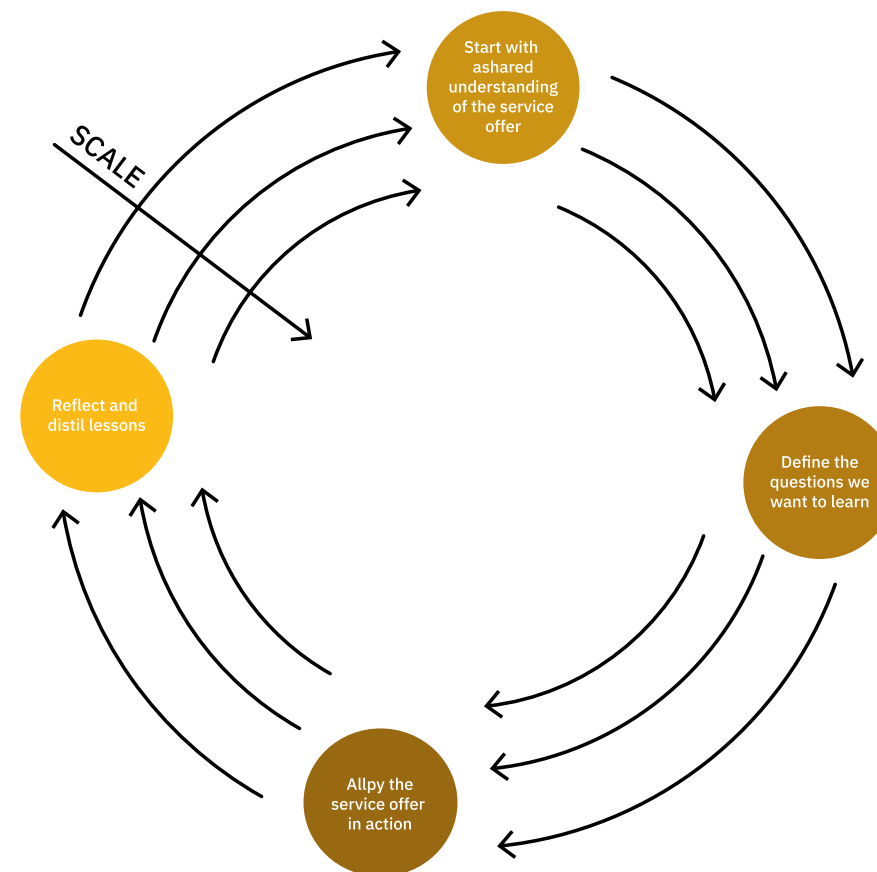 Start with
ashared
understanding
of the service
offer
SCALE
Reflect and
distil lessons
Define the
questions we
want to learn
Allpy the
service offer
in action